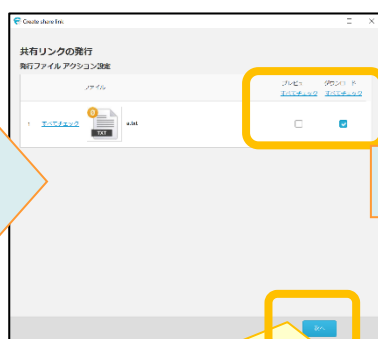 Create share link
共有リンクの発行
発行ファイル アクション設定
ファイル
プレビュー
ダウンロード
すべてチェック
すべてチェック
すべてチェック
TXT
a.txt
次へ